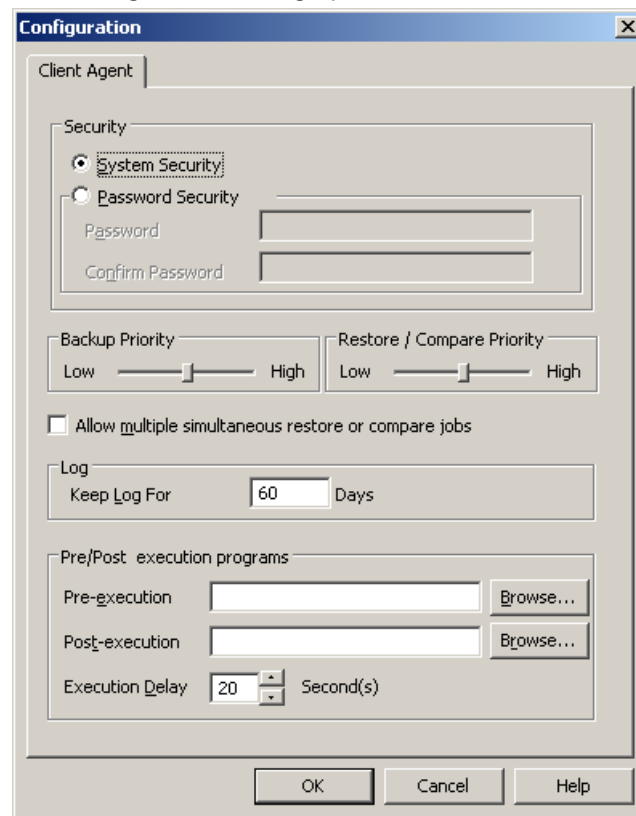 Configuration
Client Agent
Security
System Security
Password Security
Password
Confirm Password
Backup Priority
Low High
Restore / Compare Priority
Low High
Allow multiple simultaneous restore or compare jobs
Log
Keep Log For 60 Days
Pre/Post execution programs
Pre-execution Browse...
Post-execution Browse...
Execution Delay 20 Second(s)
OK Cancel Help